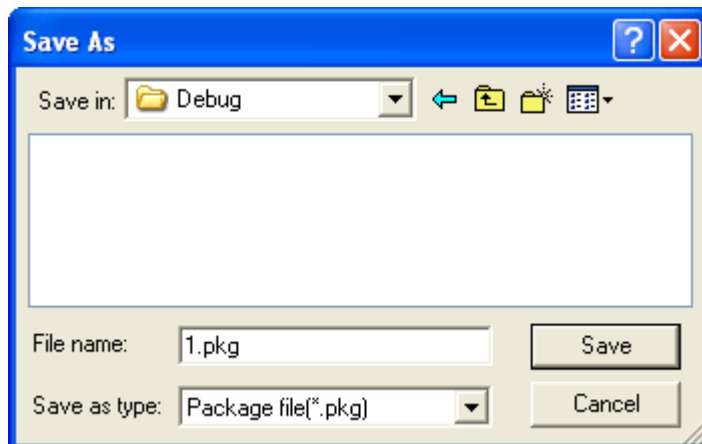 Save As
Save in: Debug
File name: 1.pkg
Save
Save as type: Package file(*.pkg)
Cancel